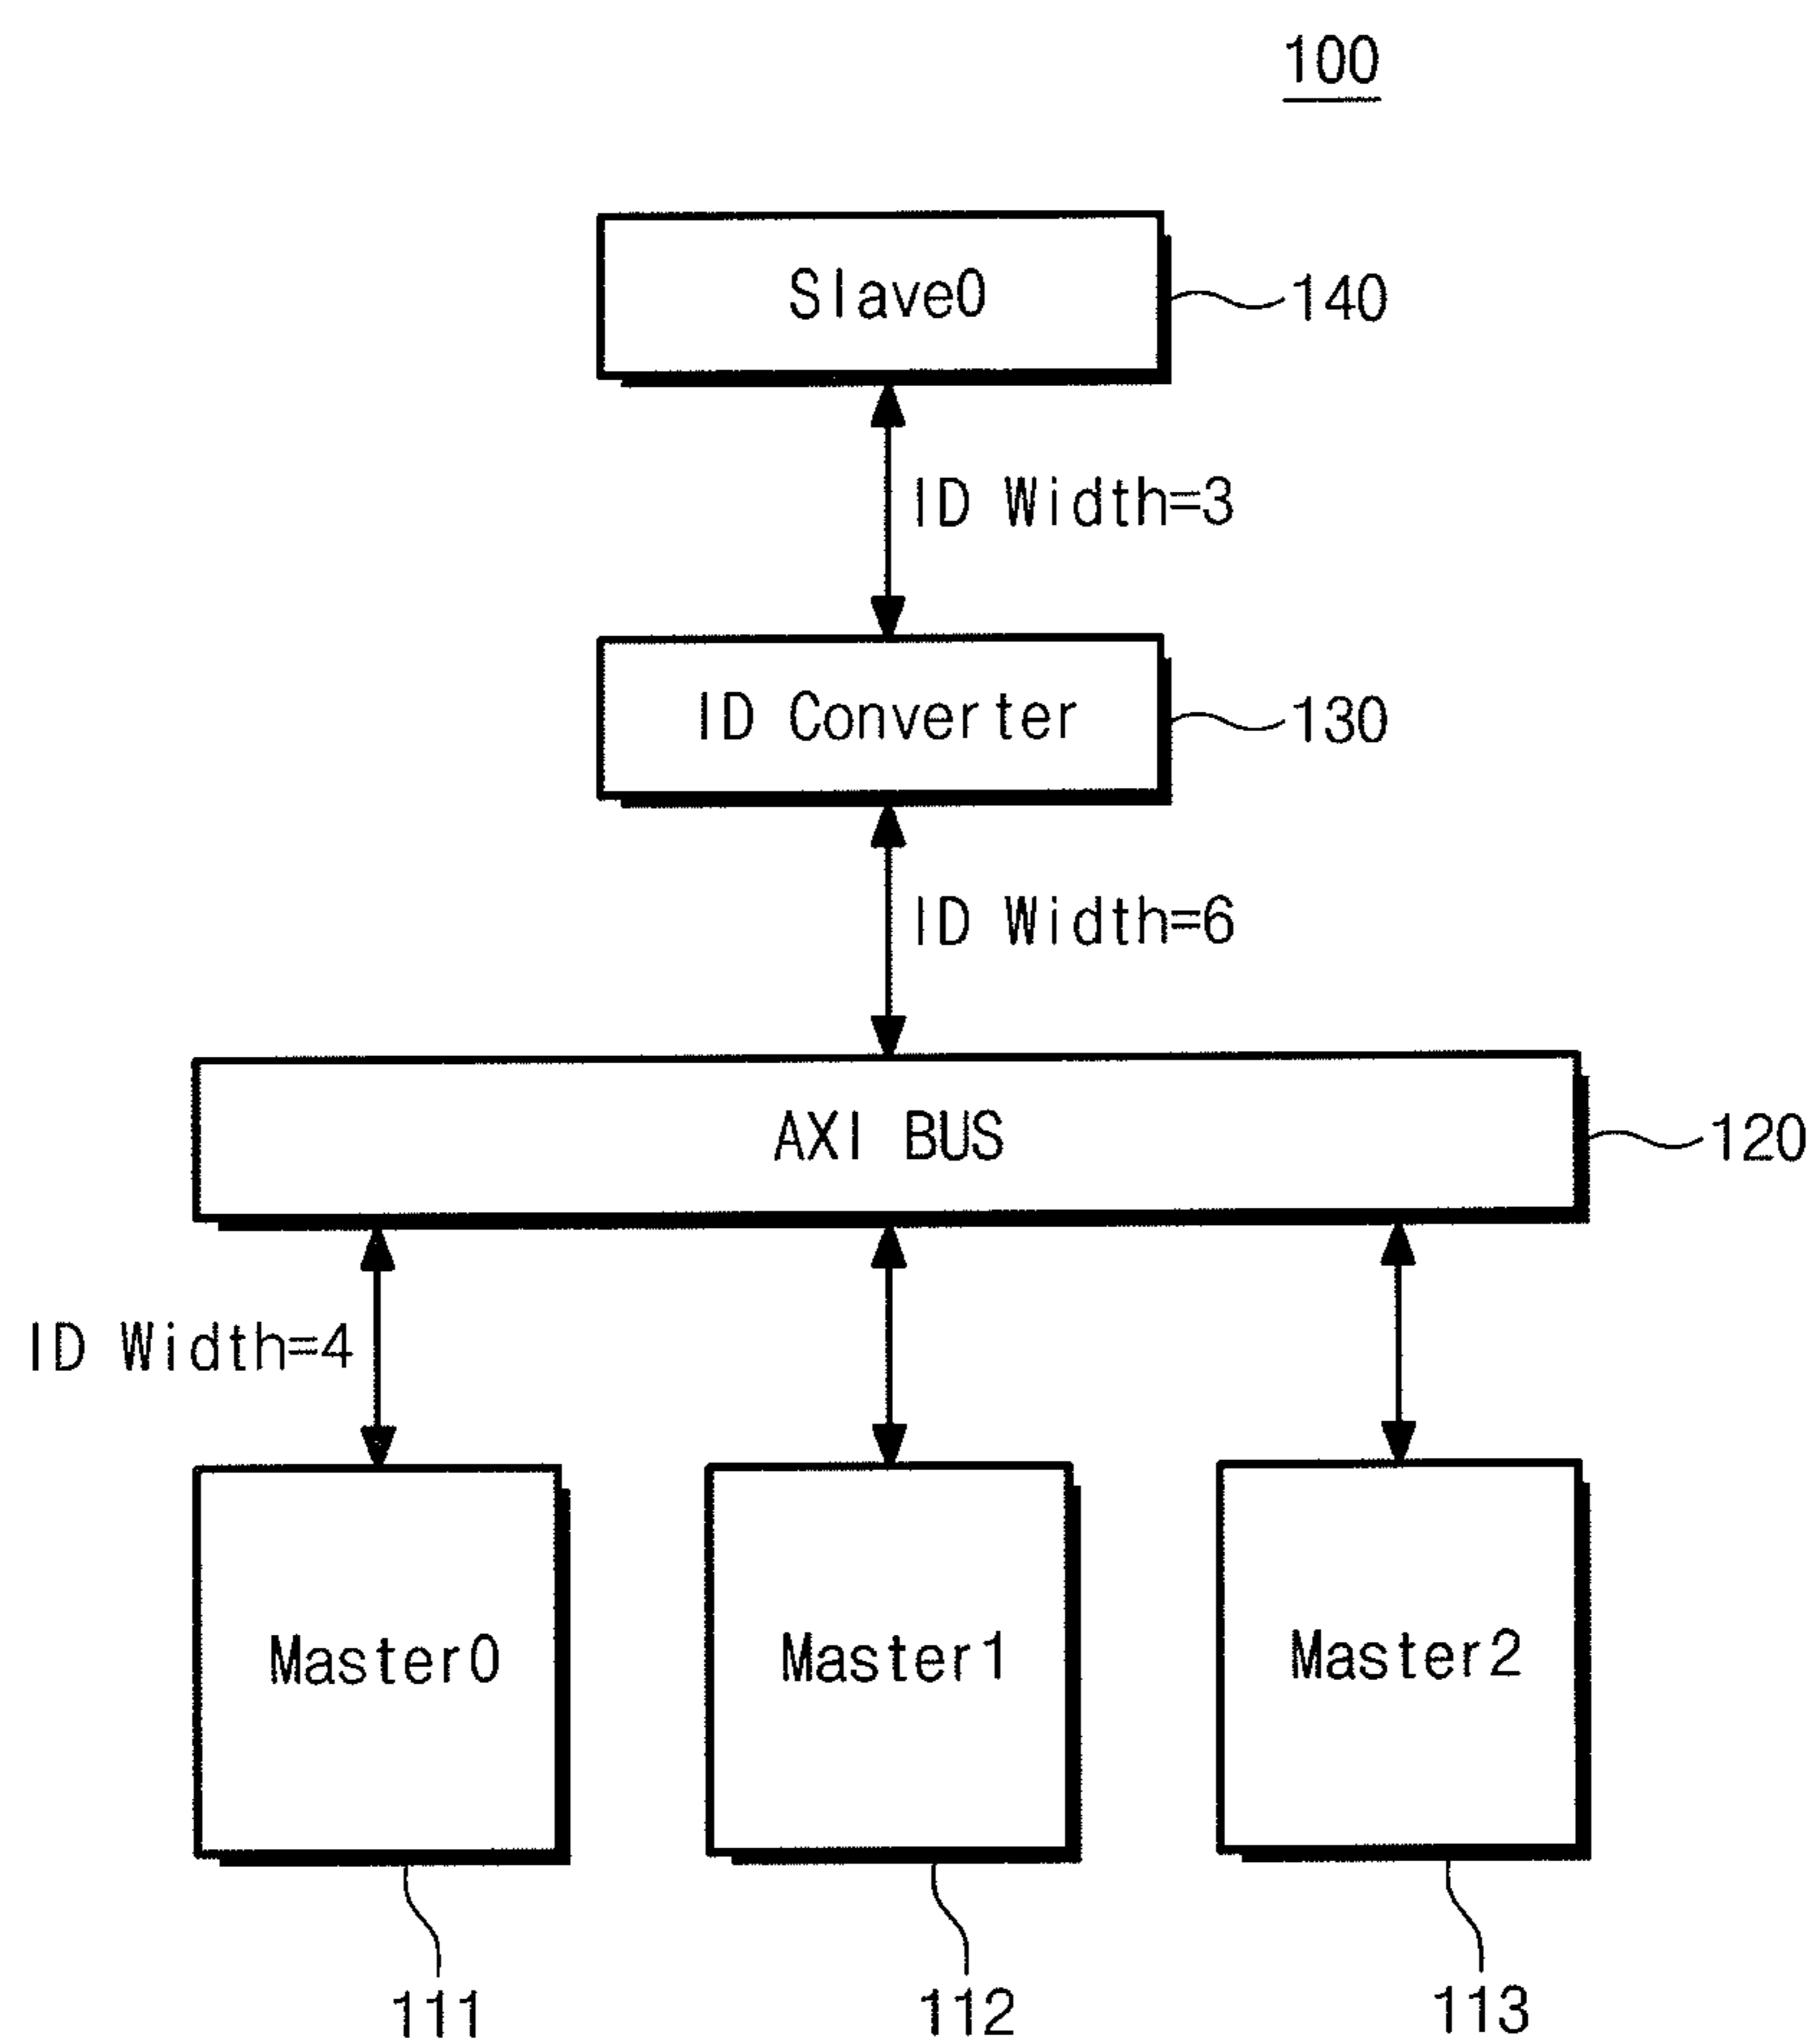 100
Slave0
140
ID Width=3
ID Converter
130
ID Width=6
AXI BUS
120
ID Width=4
Master0
Master1
Master2
111
112
113